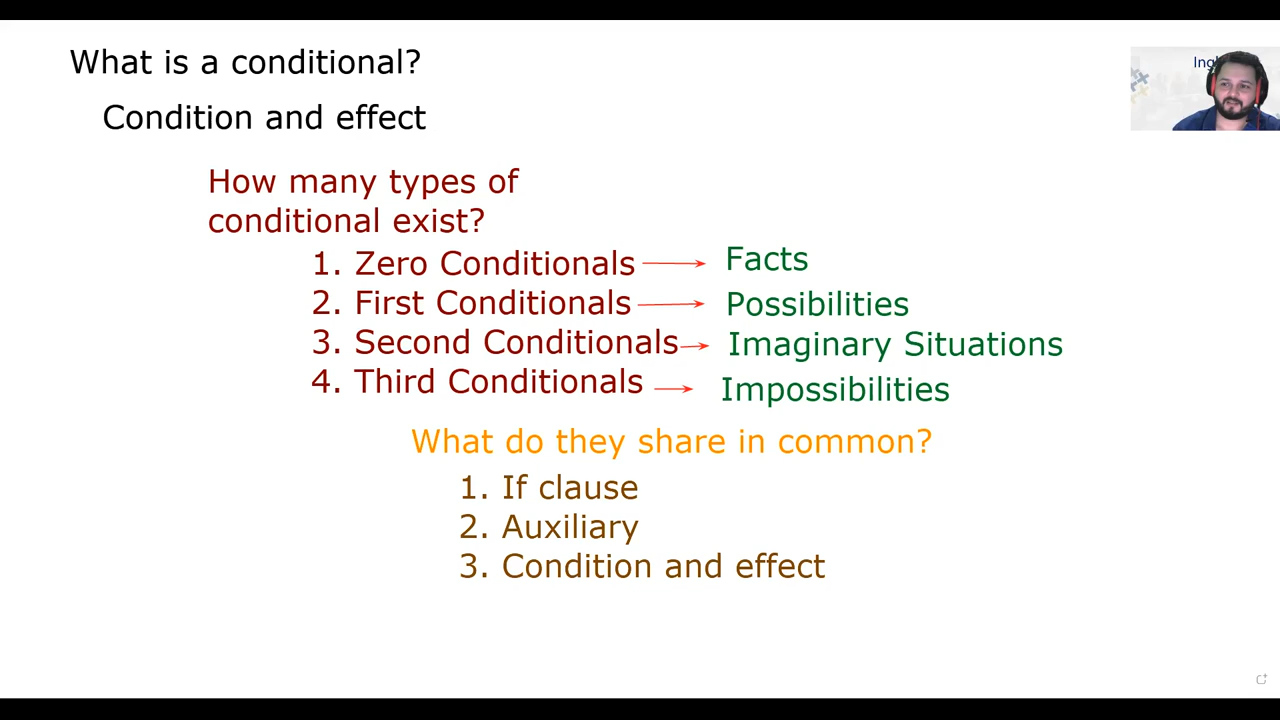 What is a conditional?
Condition and effect
How many types of
conditional exist?
1. Zero Conditionals
Facts
2. First Conditionals
Possibilities
3. Second Conditionals
Imaginary Situations
4. Third Conditionals
Impossibilities
What do they share in common?
1. If clause
2. Auxiliary
3. Condition and effect